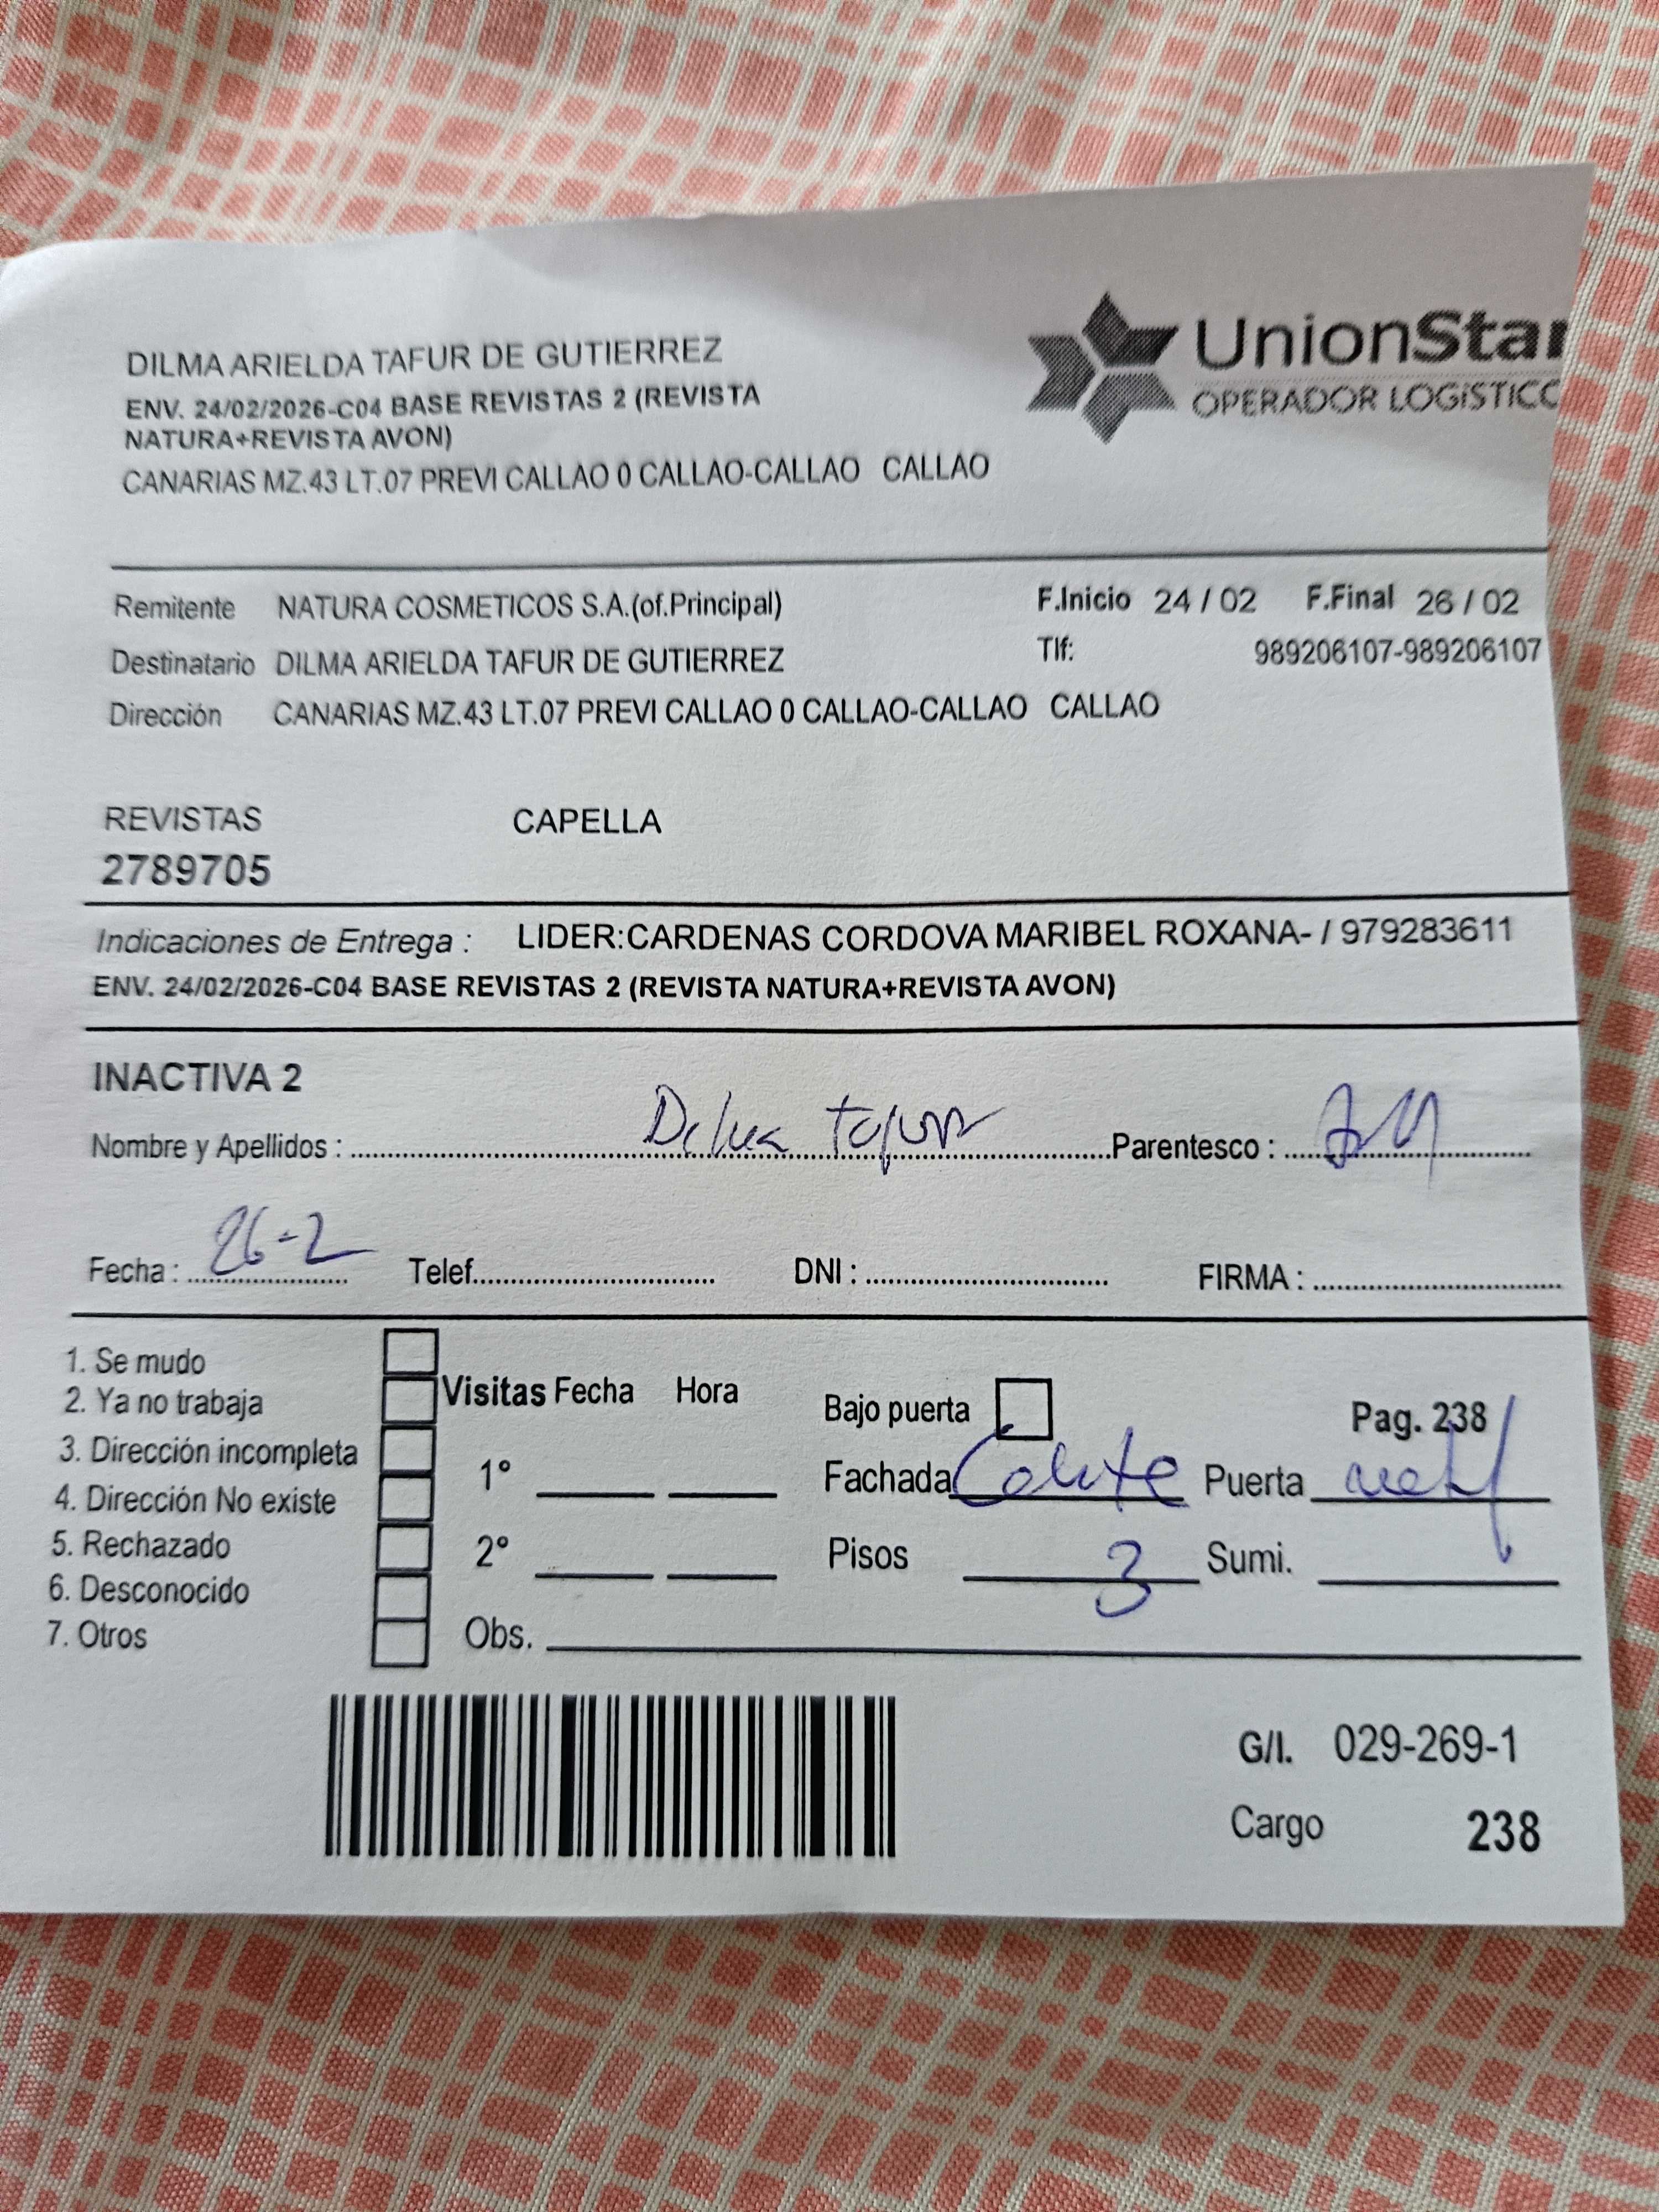 DILMA ARIELDA TAFUR DE GUTIERREZ
UnionStar
ENV. 24/02/2026-C04 BASE REVISTAS 2 (REVISTA
OPERADOR LOGíSTICO
NATURA+REVISTA AVON)
CANARIAS MZ.43 LT.07 PREVI CALLAO 0 CALLAO-CALLAO CALLAO
Remitente NATURA COSMETICOS S.A.(of.Principal) F.Inicio 24 / 02 F.Final 26 / 02
Destinatario DILMA ARIELDA TAFUR DE GUTIERREZ Tlf: 989206107-989206107
Dirección CANARIAS MZ.43 LT.07 PREVI CALLAO 0 CALLAO-CALLAO CALLAO
REVISTAS CAPELLA
2789705
Indicaciones de Entrega : LIDER:CARDENAS CORDOVA MARIBEL ROXANA- / 979283611
ENV. 24/02/2026-C04 BASE REVISTAS 2 (REVISTA NATURA+REVISTA AVON)
INACTIVA 2
Nombre y Apellidos : Dilma tafur Parentesco :
Fecha : 26-2 Telef. DNI : FIRMA :
1. Se mudo
2. Ya no trabaja
3. Dirección incompleta
4. Dirección No existe
5. Rechazado
6. Desconocido
7. Otros
Visitas Fecha Hora
1°
2°
Obs.
Bajo puerta Pag. 238
Fachada Puerta
Pisos 3 Sumi.
G/I. 029-269-1
Cargo 238